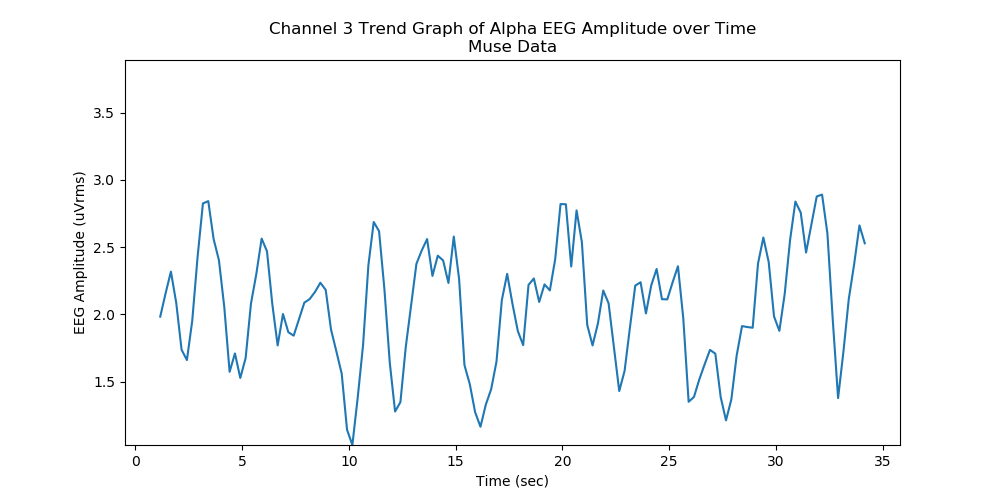 Channel 3 Trend Graph of Alpha EEG Amplitude over Time
Muse Data
EEG Amplitude (uVrms)
3.5
3.0
2.5
2.0
1.5
0 5 10 15 20 25 30 35
Time (sec)